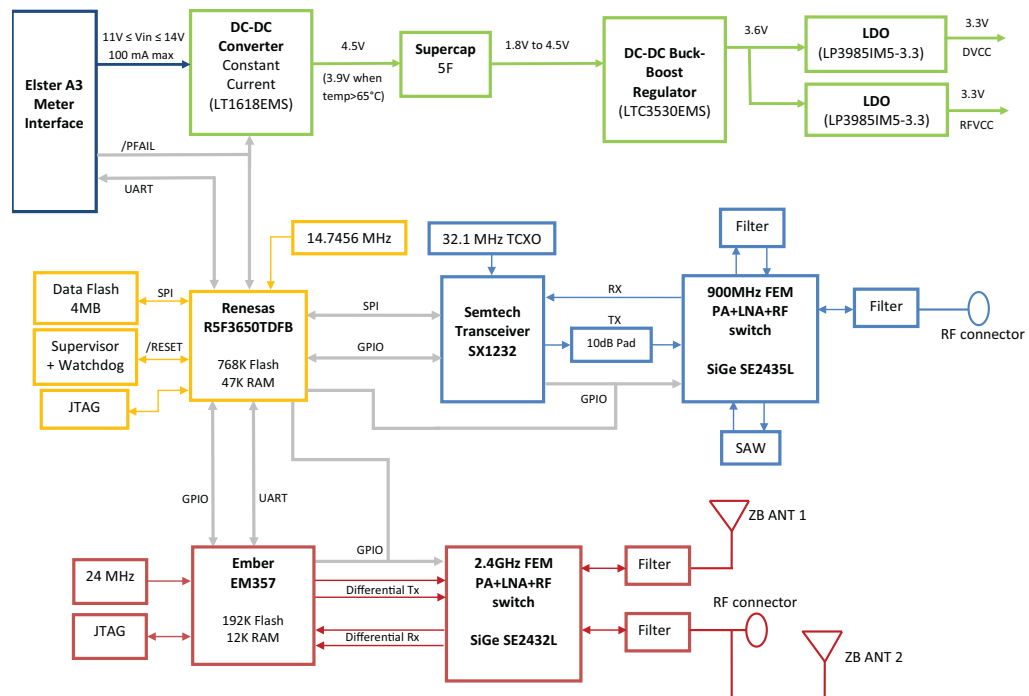 11V ≤ Vin ≤ 14V
100 mA max
Elster A3
Meter
Interface
DC-DC
Converter
Constant
Current
(LT1618EMS)
4.5V
(3.9V when
temp>65°C)
Supercap
5F
1.8V to 4.5V
DC-DC Buck-
Boost
Regulator
(LTC3530EMS)
3.6V
LDO
(LP3985IM5-3.3)
3.3V
DVCC
LDO
(LP3985IM5-3.3)
3.3V
RFVCC
/PFAIL
UART
14.7456 MHz
32.1 MHz TCXO
Filter
Data Flash
4MB
SPI
Supervisor
+ Watchdog
/RESET
JTAG
Renesas
R5F3650TDFB
768K Flash
47K RAM
SPI
GPIO
Semtech
Transceiver
SX1232
RX
TX
10dB Pad
GPIO
900MHz FEM
PA+LNA+RF
switch
SiGe SE2435L
Filter
RF connector
SAW
GPIO
UART
GPIO
24 MHz
JTAG
Ember
EM357
192K Flash
12K RAM
Differential Tx
Differential Rx
2.4GHz FEM
PA+LNA+RF
switch
SiGe SE2432L
Filter
ZB ANT 1
Filter
RF connector
ZB ANT 2